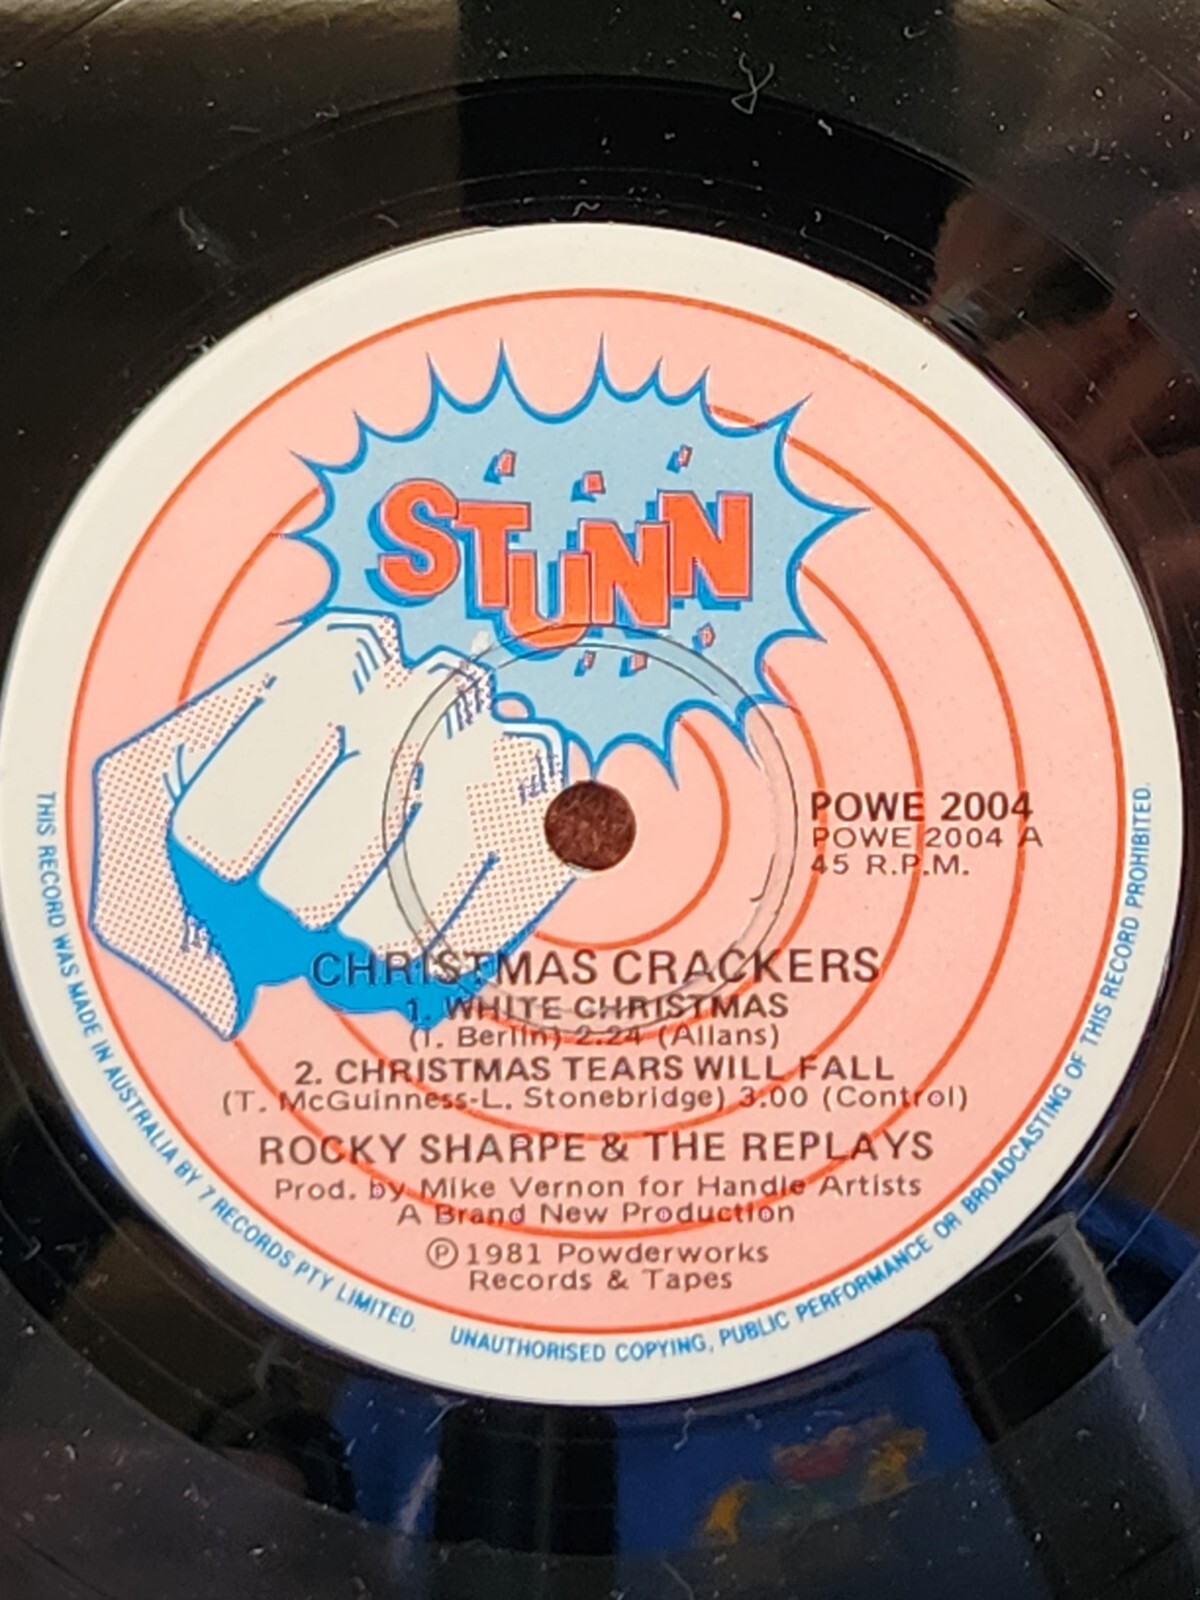 STUNN
POWE 2004
POWE 2004 A
45 R.P.M.
CHRISTMAS CRACKERS
1. WHITE CHRISTMAS
(I. Berlin) 2.24 (Allans)
2. CHRISTMAS TEARS WILL FALL
(T. McGuinness-L. Stonebridge) 3.00 (Control)
ROCKY SHARPE & THE REPLAYS
Prod. by Mike Vernon for Handle Artists
A Brand New Production
Ⓟ1981 Powderworks
Records & Tapes
THIS RECORD WAS MADE IN AUSTRALIA BY 7 RECORDS PTY LIMITED. UNAUTHORISED COPYING, PUBLIC PERFORMANCE OR BROADCASTING OF THIS RECORD PROHIBITED.